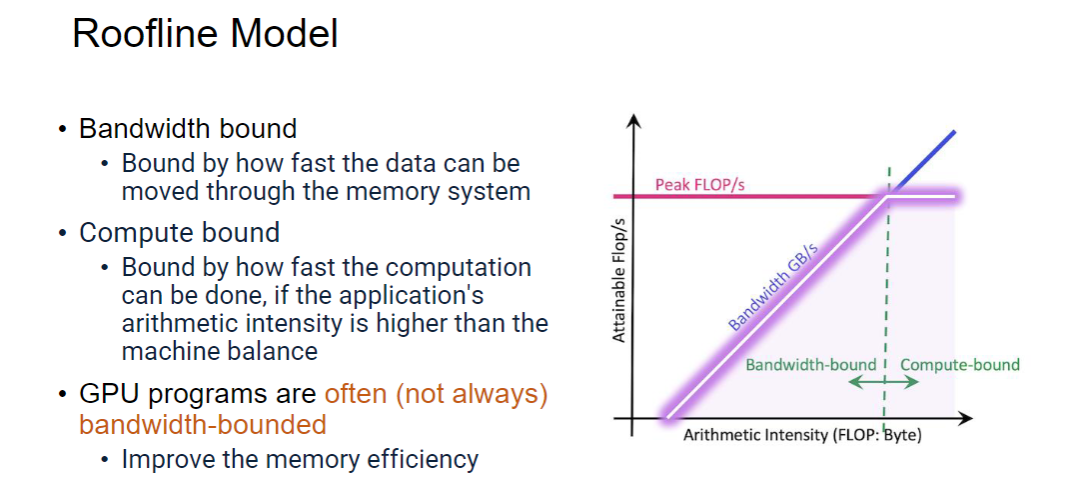 Roofline Model
• Bandwidth bound
• Bound by how fast the data can be
moved through the memory system
• Compute bound
• Bound by how fast the computation
can be done, if the application's
arithmetic intensity is higher than the
machine balance
• GPU programs are often (not always)
bandwidth-bounded
• Improve the memory efficiency
Peak FLOP/s
Attainable Flop/s
Bandwidth GB/s
Bandwidth-bound
Compute-bound
Arithmetic Intensity (FLOP: Byte)